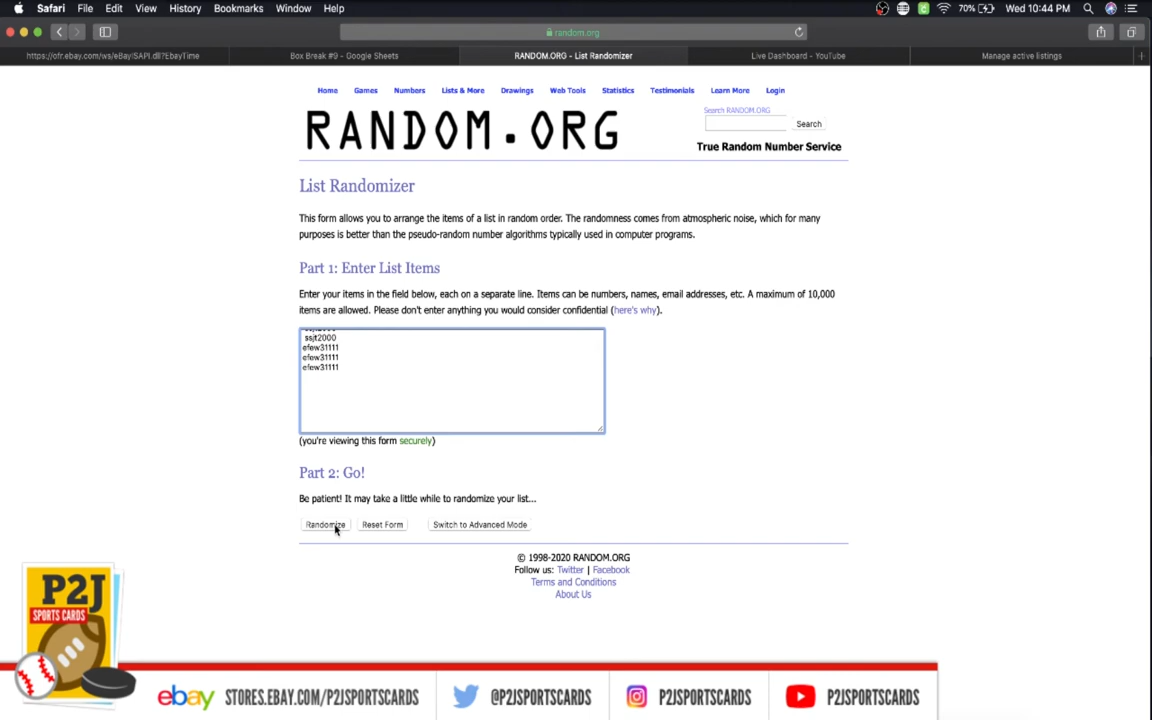 Safari File Edit View History Bookmarks Window Help 70% Wed 10:44 PM
random.org
https://ofr.ebay.com/ws/eBayISAPI.dll?EbayTime Box Break #9 - Google Sheets RANDOM.ORG - List Randomizer Live Dashboard - YouTube Manage active listings
Home Games Numbers Lists & More Drawings Web Tools Statistics Testimonials Learn More Login
RANDOM.ORG
Search RANDOM.ORG
Search
True Random Number Service
List Randomizer
This form allows you to arrange the items of a list in random order. The randomness comes from atmospheric noise, which for many
purposes is better than the pseudo-random number algorithms typically used in computer programs.
Part 1: Enter List Items
Enter your items in the field below, each on a separate line. Items can be numbers, names, email addresses, etc. A maximum of 10,000
items are allowed. Please don't enter anything you would consider confidential (here's why).
ssjt2000
efew31111
efew31111
efew31111
(you're viewing this form securely)
Part 2: Go!
Be patient! It may take a little while to randomize your list...
Randomize Reset Form Switch to Advanced Mode
© 1998-2020 RANDOM.ORG
Follow us: Twitter | Facebook
Terms and Conditions
About Us
P2J
SPORTS CARDS
ebay STORES.EBAY.COM/P2JSPORTSCARDS @P2JSPORTSCARDS P2JSPORTSCARDS P2JSPORTSCARDS